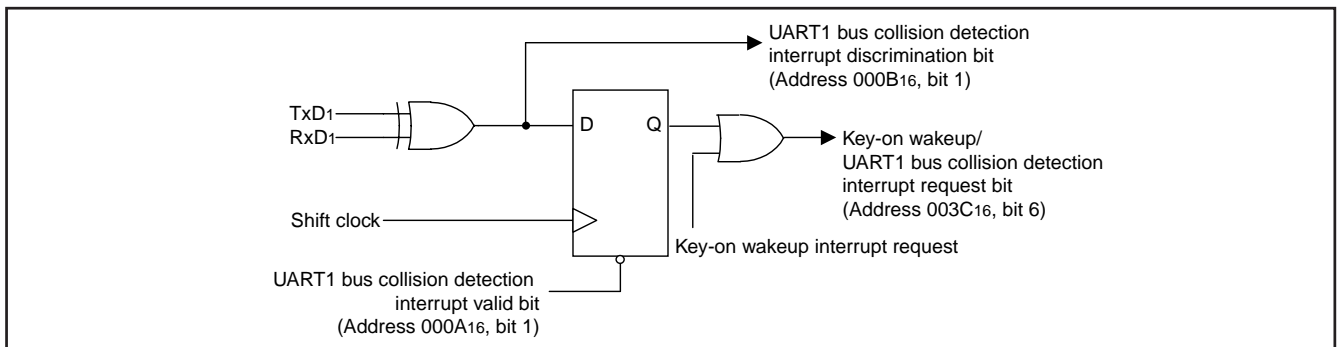 UART1 bus collision detection
interrupt discrimination bit
(Address 000B16, bit 1)
TxD1
RxD1
D
Q
Key-on wakeup/
UART1 bus collision detection
interrupt request bit
(Address 003C16, bit 6)
Shift clock
Key-on wakeup interrupt request
UART1 bus collision detection
interrupt valid bit
(Address 000A16, bit 1)